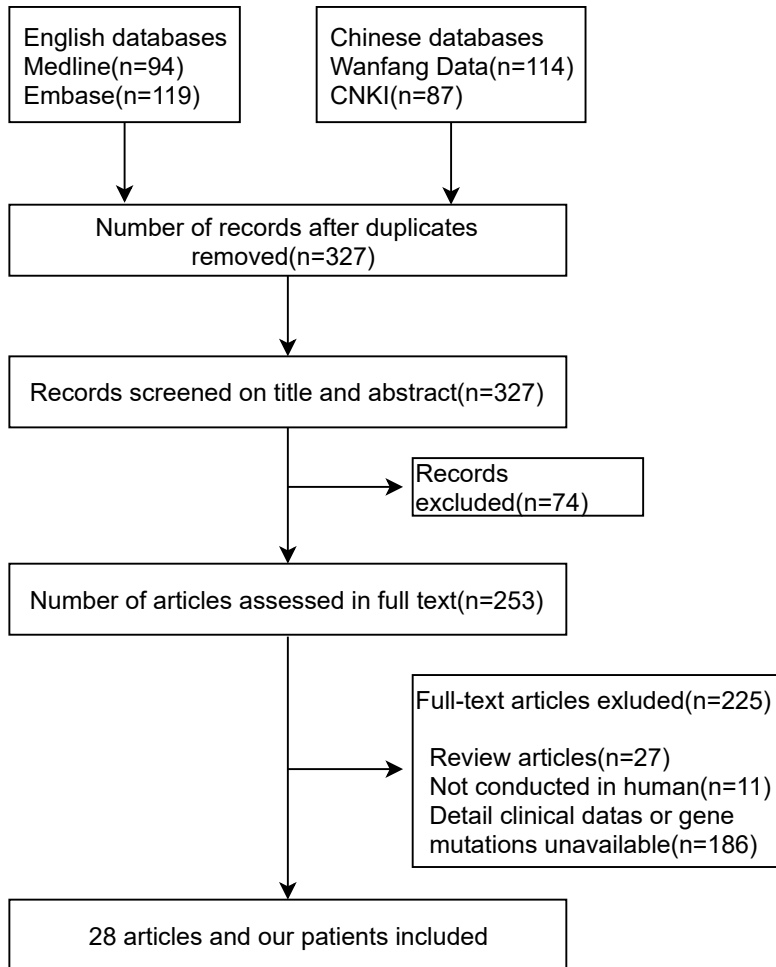 English databases
Medline(n=94)
Embase(n=119)
Chinese databases
Wanfang Data(n=114)
CNKI(n=87)
Number of records after duplicates
removed(n=327)
Records screened on title and abstract(n=327)
Records
excluded(n=74)
Number of articles assessed in full text(n=253)
Full-text articles exluded(n=225)
Review articles(n=27)
Not conducted in human(n=11)
Detail clinical datas or gene
mutations unavailable(n=186)
28 articles and our patients included